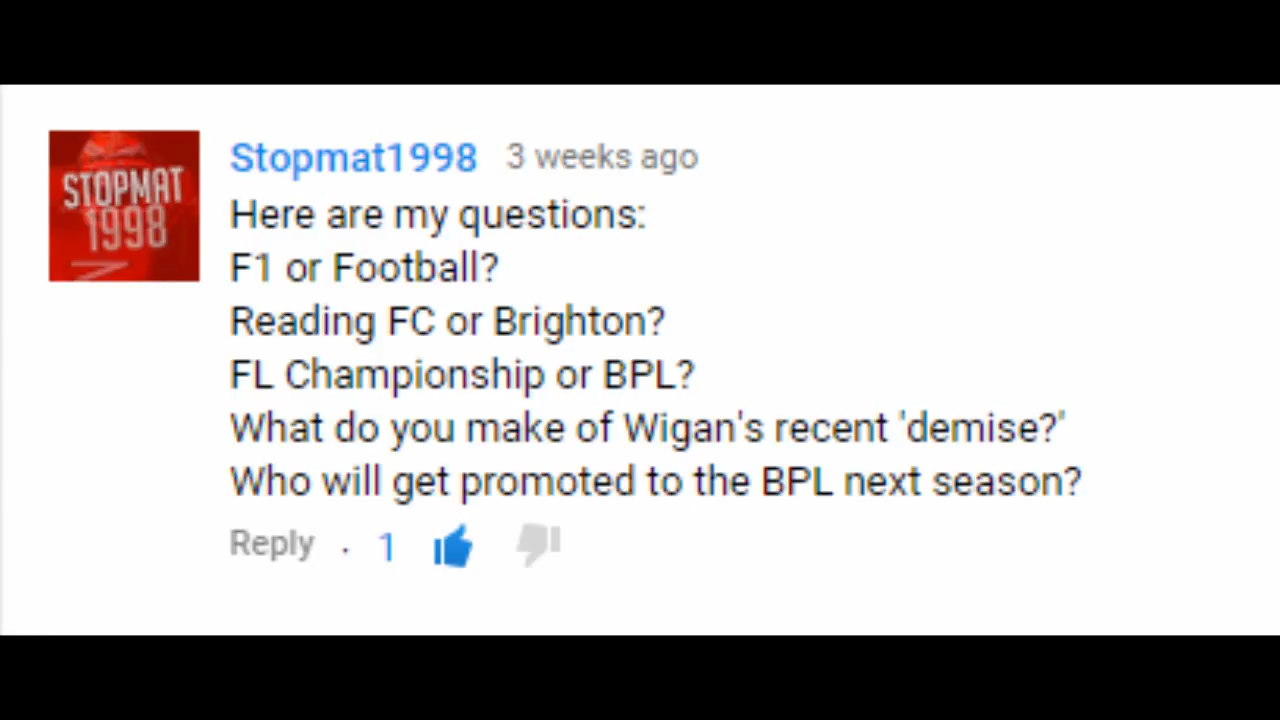 STOPMAT
1998
Stopmat1998 3 weeks ago
Here are my questions:
F1 or Football?
Reading FC or Brighton?
FL Championship or BPL?
What do you make of Wigan's recent 'demise?'
Who will get promoted to the BPL next season?
Reply · 1